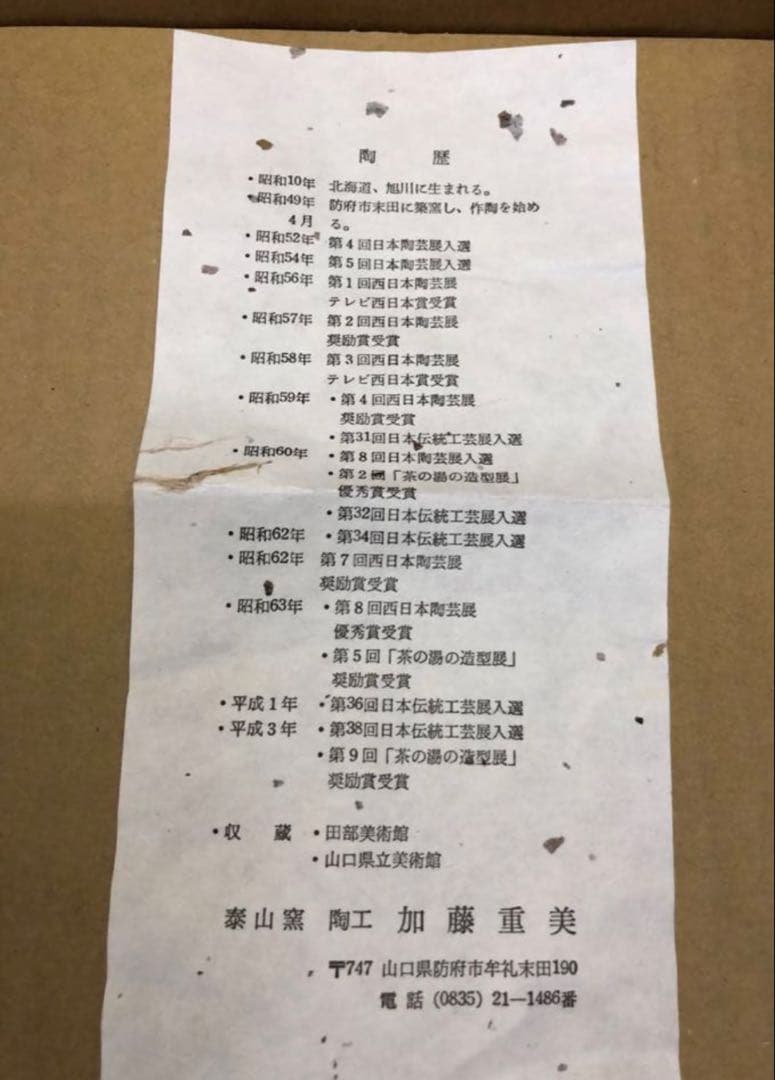 陶　歴
・昭和10年 北海道、旭川に生まれる。
・昭和49年 防府市末田に築窯し、作陶を始め
4月 る。
・昭和52年 第4回日本陶芸展入選
・昭和54年 第5回日本陶芸展入選
・昭和56年 第1回西日本陶芸展
テレビ西日本賞受賞
・昭和57年 第2回西日本陶芸展
奨励賞受賞
・昭和58年 第3回西日本陶芸展
テレビ西日本賞受賞
・昭和59年 ・第4回西日本陶芸展
奨励賞受賞
・第31回日本伝統工芸展入選
・昭和60年 ・第8回日本陶芸展入選
・第2回「茶の湯の造型展」
優秀賞受賞
・第32回日本伝統工芸展入選
・昭和62年 ・第34回日本伝統工芸展入選
・昭和62年 第7回西日本陶芸展
奨励賞受賞
・昭和63年 ・第8回西日本陶芸展
優秀賞受賞
・第5回「茶の湯の造型展」
奨励賞受賞
・平成1年 ・第36回日本伝統工芸展入選
・平成3年 ・第38回日本伝統工芸展入選
・第9回「茶の湯の造型展」
奨励賞受賞
・収　蔵 ・田部美術館
・山口県立美術館
泰山窯 陶工 加藤重美
〒747 山口県防府市牟礼末田190
電話 (0835) 21―1486番